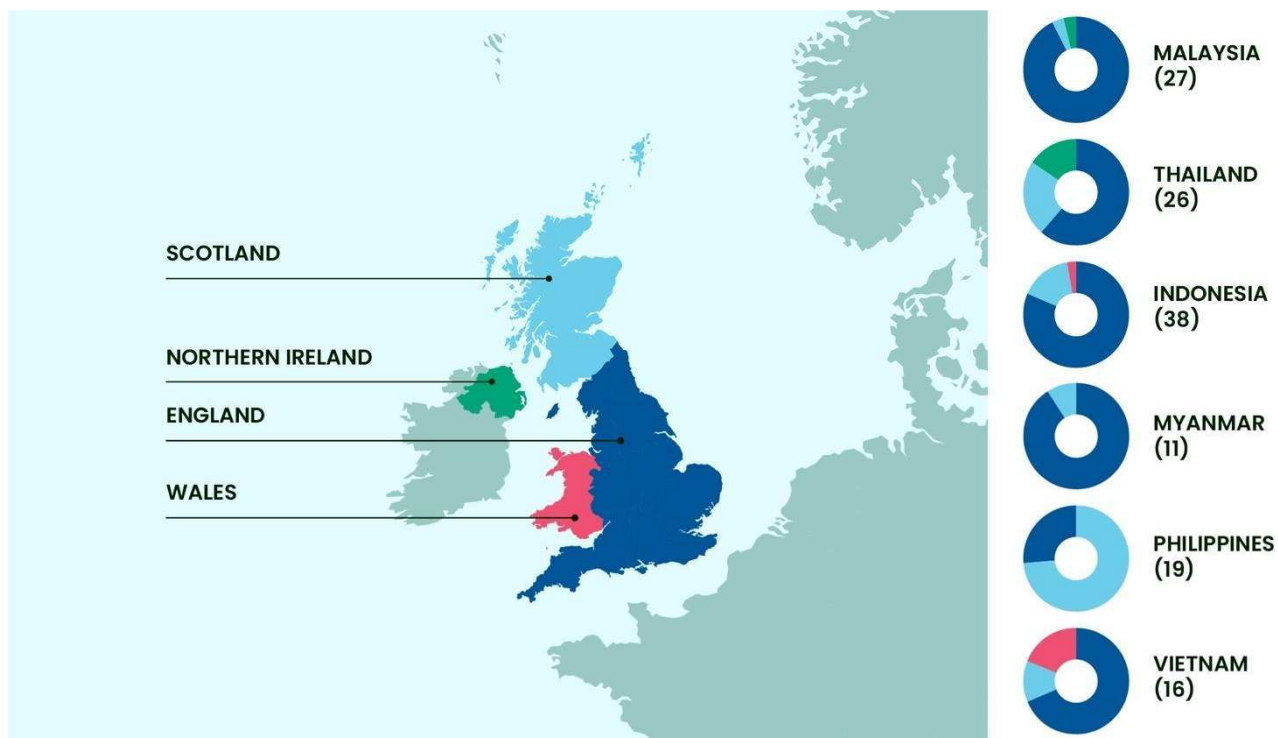 SCOTLAND
NORTHERN IRELAND
ENGLAND
WALES
MALAYSIA
(27)
THAILAND
(26)
INDONESIA
(38)
MYANMAR
(11)
PHILIPPINES
(19)
VIETNAM
(16)